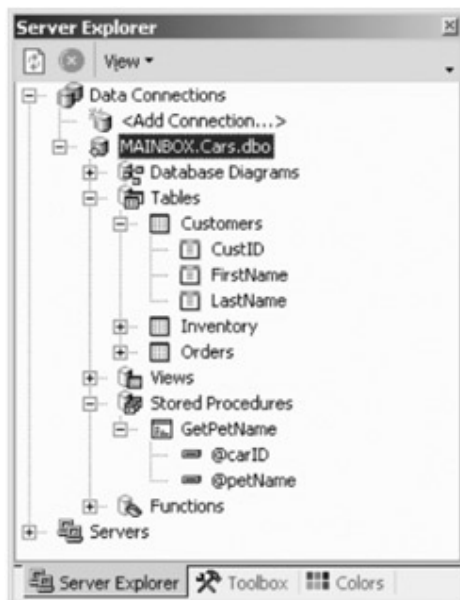 Server Explorer
View
Data Connections
<Add Connection...>
MAINBOX.Cars.dbo
Database Diagrams
Tables
Customers
CustID
FirstName
LastName
Inventory
Orders
Views
Stored Procedures
GetPetName
@carID
@petName
Functions
Servers
Server Explorer Toolbox Colors